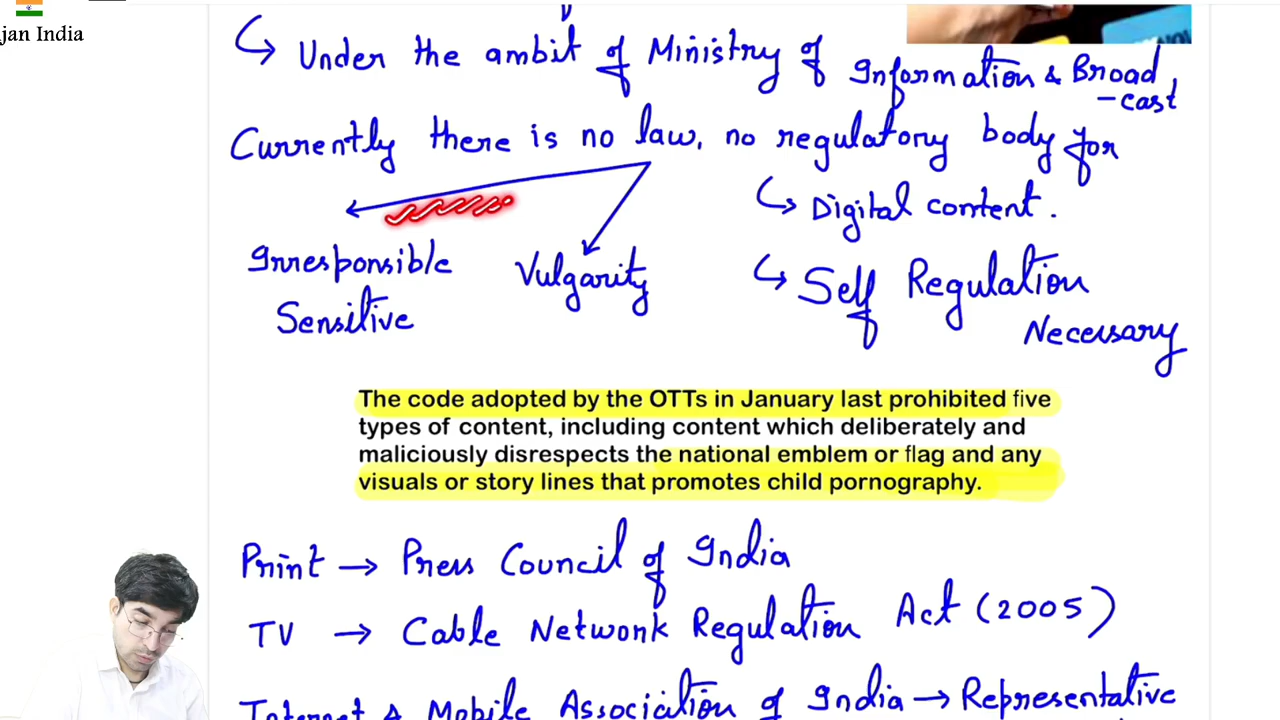 jan India
↳ Under the ambit of Ministry of Information & Broad
-cast
Currently there is no law, no regulatory body for
↳ Digital content.
Irresponsible Vulgarity ↳ Self Regulation
Sensitive Necessary
The code adopted by the OTTs in January last prohibited five
types of content, including content which deliberately and
maliciously disrespects the national emblem or flag and any
visuals or story lines that promotes child pornography.
Print → Press Council of India
TV → Cable Network Regulation Act (2005)
Internet & Mobile Association of India → Representative